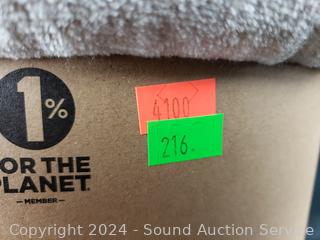 1%
FOR THE
PLANET
MEMBER
4100
216.
Copyright 2024 - Sound Auction Service